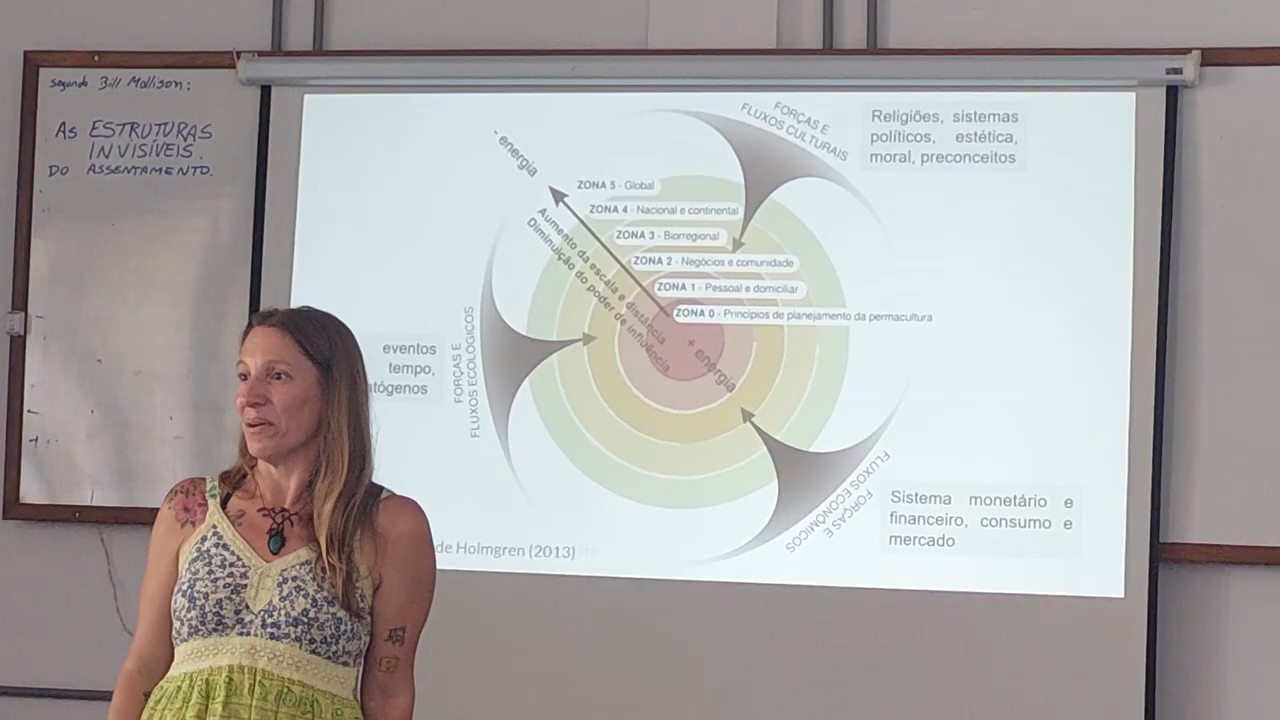 segundo Bill Mollison:
AS ESTRUTURAS
INVISÍVEIS.
DO ASSENTAMENTO.
FORÇAS E
FLUXOS CULTURAIS
Religiões, sistemas
políticos, estética,
moral, preconceitos
- energia
ZONA 5 - Global
ZONA 4 - Nacional e continental
ZONA 3 - Biorregional
ZONA 2 - Negócios e comunidade
ZONA 1 - Pessoal e domiciliar
ZONA 0 - Princípios de planejamento da permacultura
Aumento da escala e distância
Diminuição do poder de influência
+ energia
eventos
tempo,
tógenos
FORÇAS E
FLUXOS ECOLÓGICOS
FORÇAS E
FLUXOS ECONÔMICOS
Sistema monetário e
financeiro, consumo e
mercado
de Holmgren (2013)